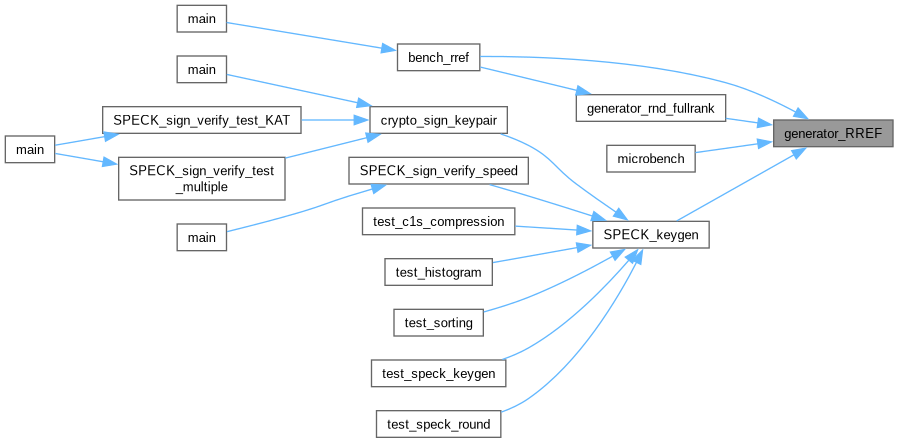 main
bench_rref
main
generator_rnd_fullrank
SPECK_sign_verify_test_KAT
crypto_sign_keypair
generator_RREF
main
microbench
SPECK_sign_verify_test
_multiple
SPECK_sign_verify_speed
test_c1s_compression
main
SPECK_keygen
test_histogram
test_sorting
test_speck_keygen
test_speck_round